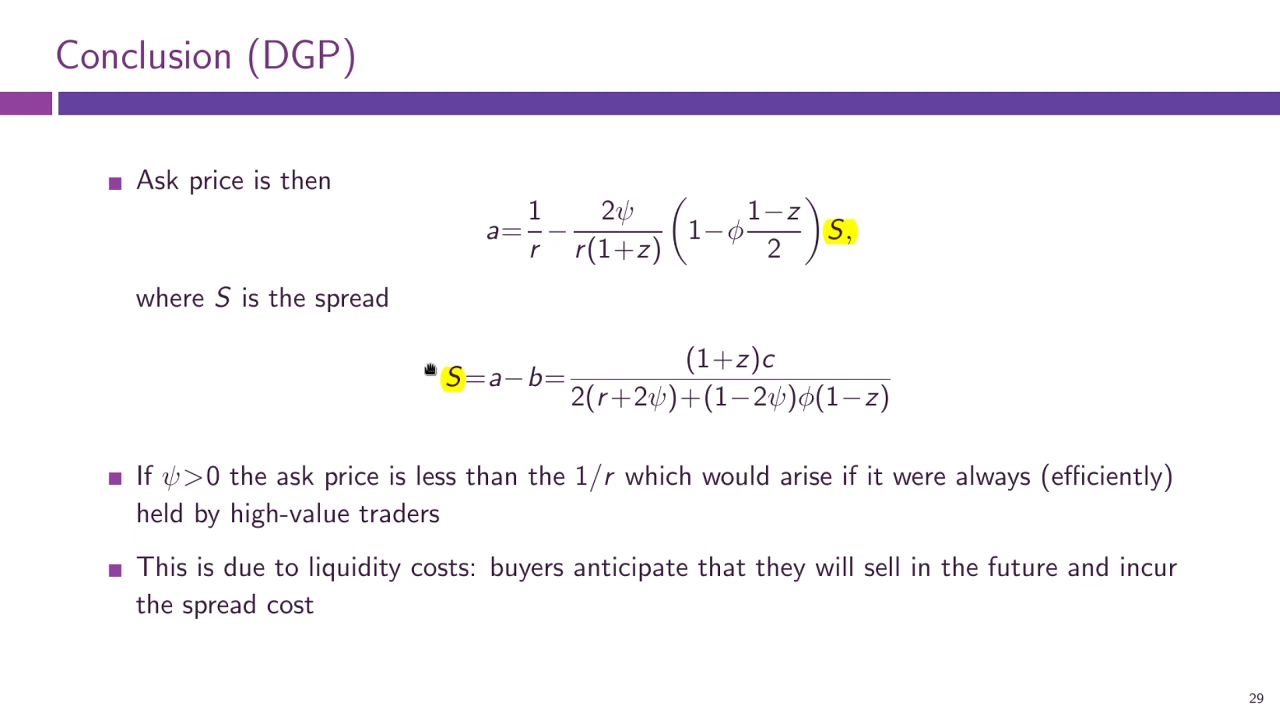 Conclusion (DGP)
Ask price is then
a = 1/r − 2ψ/(r(1+z)) (1−ϕ (1−z)/2) S,
where S is the spread
S = a−b = (1+z)c / (2(r+2ψ)+(1−2ψ)ϕ(1−z))
If ψ>0 the ask price is less than the 1/r which would arise if it were always (efficiently)
held by high-value traders
This is due to liquidity costs: buyers anticipate that they will sell in the future and incur
the spread cost
29